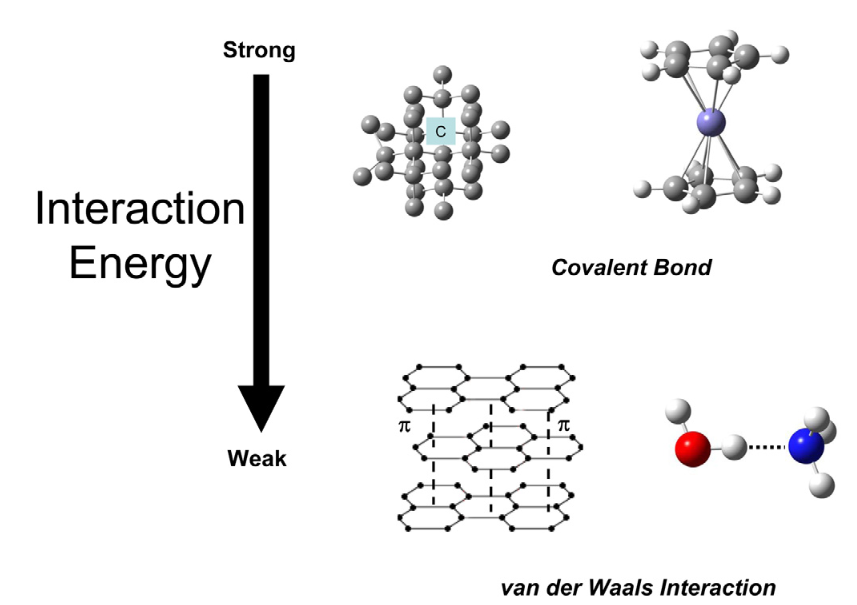 Strong
C
Interaction
Energy
Covalent Bond
π
π
Weak
van der Waals Interaction